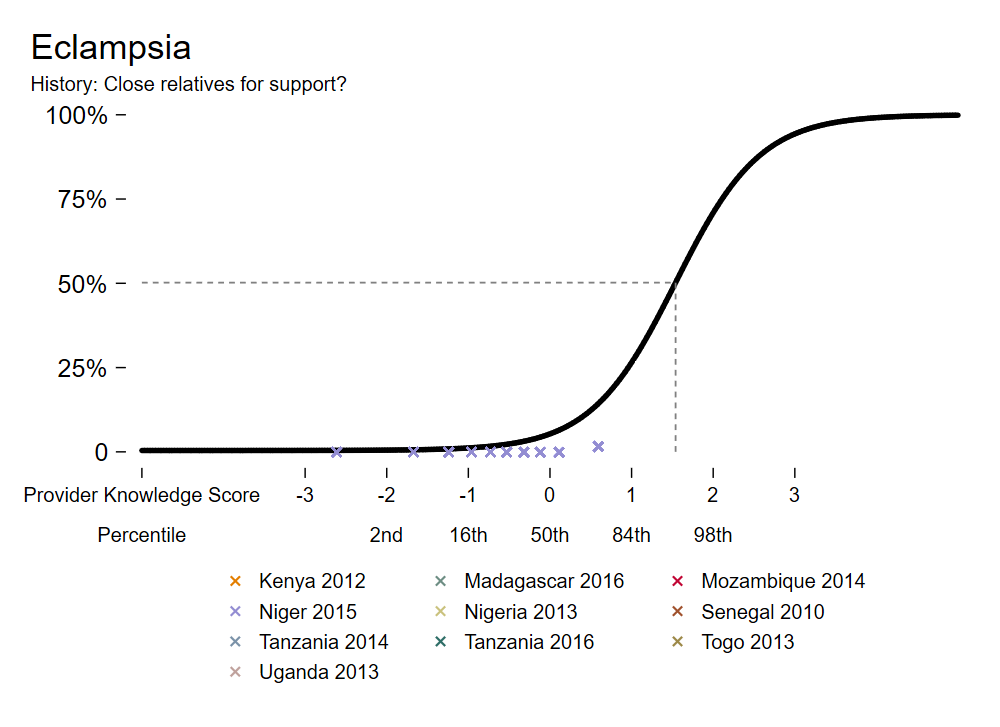 Eclampsia
History: Close relatives for support?
100%
75%
50%
25%
0
Provider Knowledge Score -3 -2 -1 0 1 2 3
Percentile 2nd 16th 50th 84th 98th
Kenya 2012 Madagascar 2016 Mozambique 2014
Niger 2015 Nigeria 2013 Senegal 2010
Tanzania 2014 Tanzania 2016 Togo 2013
Uganda 2013